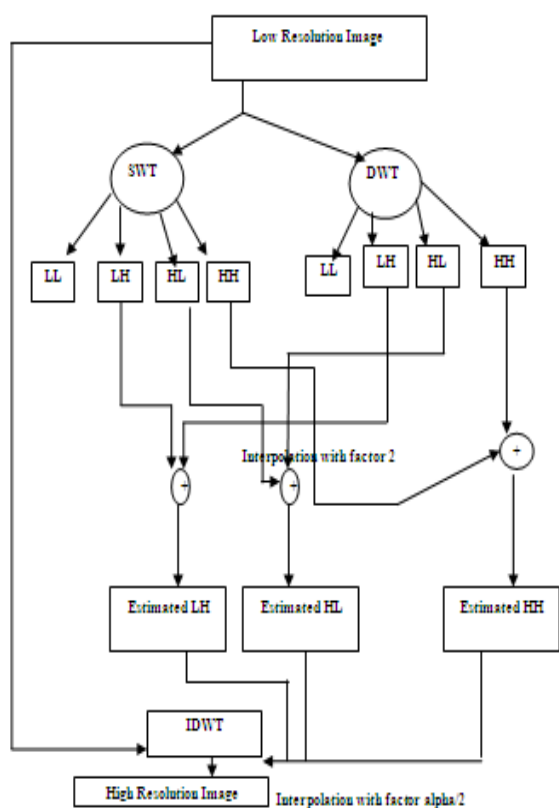 Low Resolution Image
SWT
DWT
LL
LH
HL
HH
LL
LH
HL
HH
Interpolation with factor 2
+
+
+
Estimated LH
Estimated HL
Estimated HH
IDWT
High Resolution Image
Interpolation with factor alpha/2